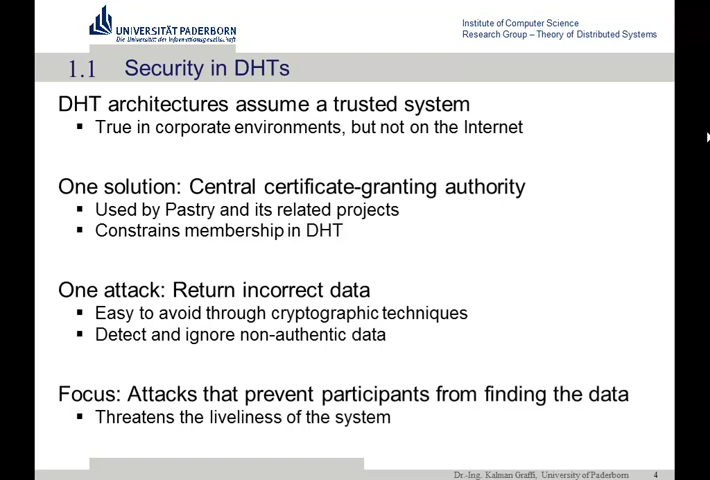 UNIVERSITÄT PADERBORN
Die Universität der Informationsgesellschaft
Institute of Computer Science
Research Group – Theory of Distributed Systems
1.1 Security in DHTs
DHT architectures assume a trusted system
▪ True in corporate environments, but not on the Internet
One solution: Central certificate-granting authority
▪ Used by Pastry and its related projects
▪ Constrains membership in DHT
One attack: Return incorrect data
▪ Easy to avoid through cryptographic techniques
▪ Detect and ignore non-authentic data
Focus: Attacks that prevent participants from finding the data
▪ Threatens the liveliness of the system
Dr.-Ing. Kalman Graffi, University of Paderborn 4